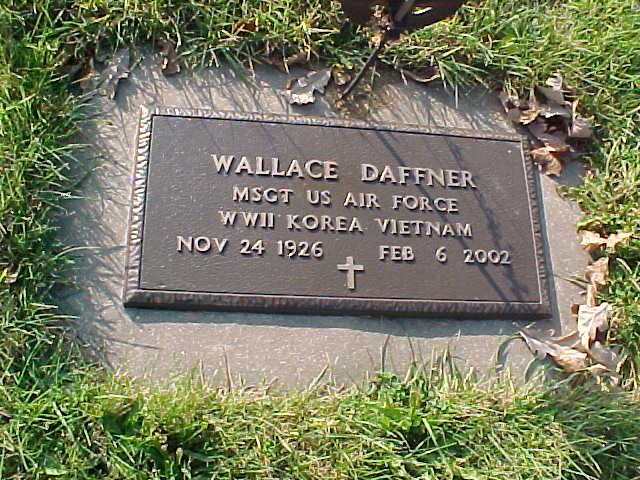 WALLACE DAFFNER
MSGT US AIR FORCE
WWII KOREA VIETNAM
NOV 24 1926 FEB 6 2002